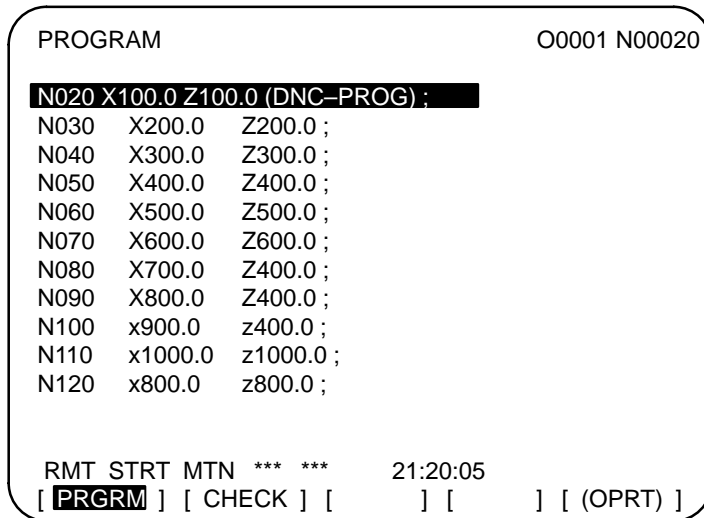 PROGRAM O0001 N00020
N020 X100.0 Z100.0 (DNC–PROG) ;
N030 X200.0 Z200.0 ;
N040 X300.0 Z300.0 ;
N050 X400.0 Z400.0 ;
N060 X500.0 Z500.0 ;
N070 X600.0 Z600.0 ;
N080 X700.0 Z400.0 ;
N090 X800.0 Z400.0 ;
N100 x900.0 z400.0 ;
N110 x1000.0 z1000.0 ;
N120 x800.0 z800.0 ;
RMT STRT MTN *** *** 21:20:05
[ PRGRM ] [ CHECK ] [ ] [ ] [ (OPRT) ]